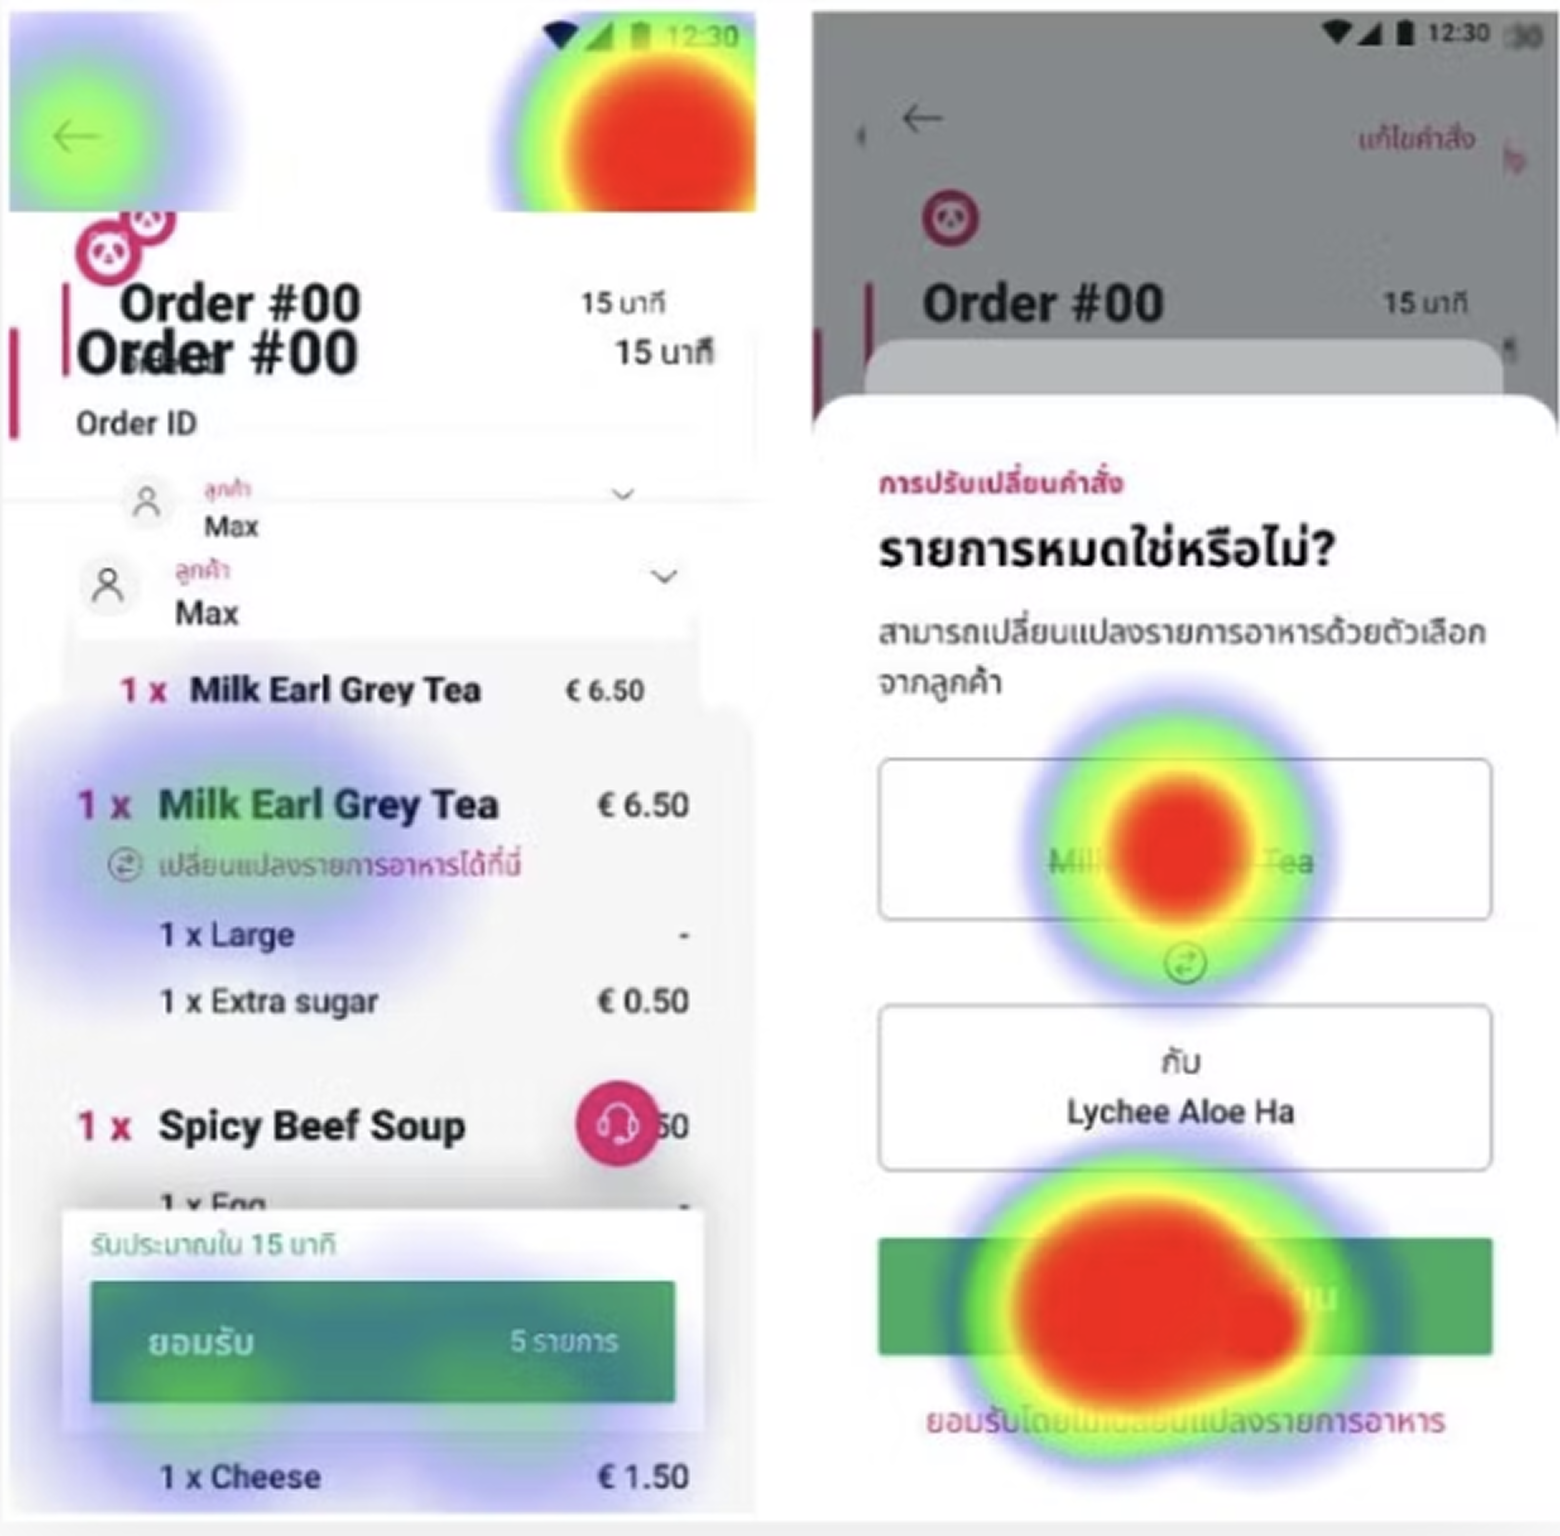 12:30
Order #00
15 นาที
Order #00
15 นาที
Order ID
ลูกค้า
Max
ลูกค้า
Max
1 x Milk Earl Grey Tea € 6.50
1 x Milk Earl Grey Tea € 6.50
เปลี่ยนแปลงรายการอาหารได้ที่นี่
1 x Large -
1 x Extra sugar € 0.50
1 x Spicy Beef Soup 50
1 x Egg -
รับประมาณใน 15 นาที
ยอมรับ 5 รายการ
1 x Cheese € 1.50
12:30 30
แก้ไขคำสั่ง
Order #00
15 นาที
การปรับเปลี่ยนคำสั่ง
รายการหมดใช่หรือไม่?
สามารถเปลี่ยนแปลงรายการอาหารด้วยตัวเลือก
จากลูกค้า
Tea
กับ
Lychee Aloe Ha
ยอมรับโดยไม่เปลี่ยนแปลงรายการอาหาร